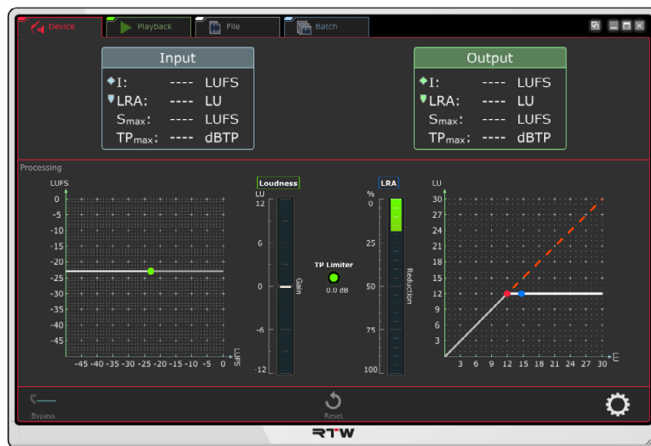 Device
Playback
File
Batch
Input
I: ---- LUFS
LRA: ---- LU
Smax: ---- LUFS
TPmax: ---- dBTP
Output
I: ---- LUFS
LRA: ---- LU
Smax: ---- LUFS
TPmax: ---- dBTP
Processing
LUFS
0
-5
-10
-15
-20
-25
-30
-35
-40
-45
-45 -40 -35 -30 -25 -20 -15 -10 -5 0
LUFS
Loudness
LU
12
6
0
-6
-12
Gain
TP Limiter
0.0 dB
LRA
%
0
25
50
75
100
Reduction
LU
30
27
24
21
18
15
12
9
6
3
3 6 9 12 15 18 21 24 27 30
LU
Bypass
Reset
RTW